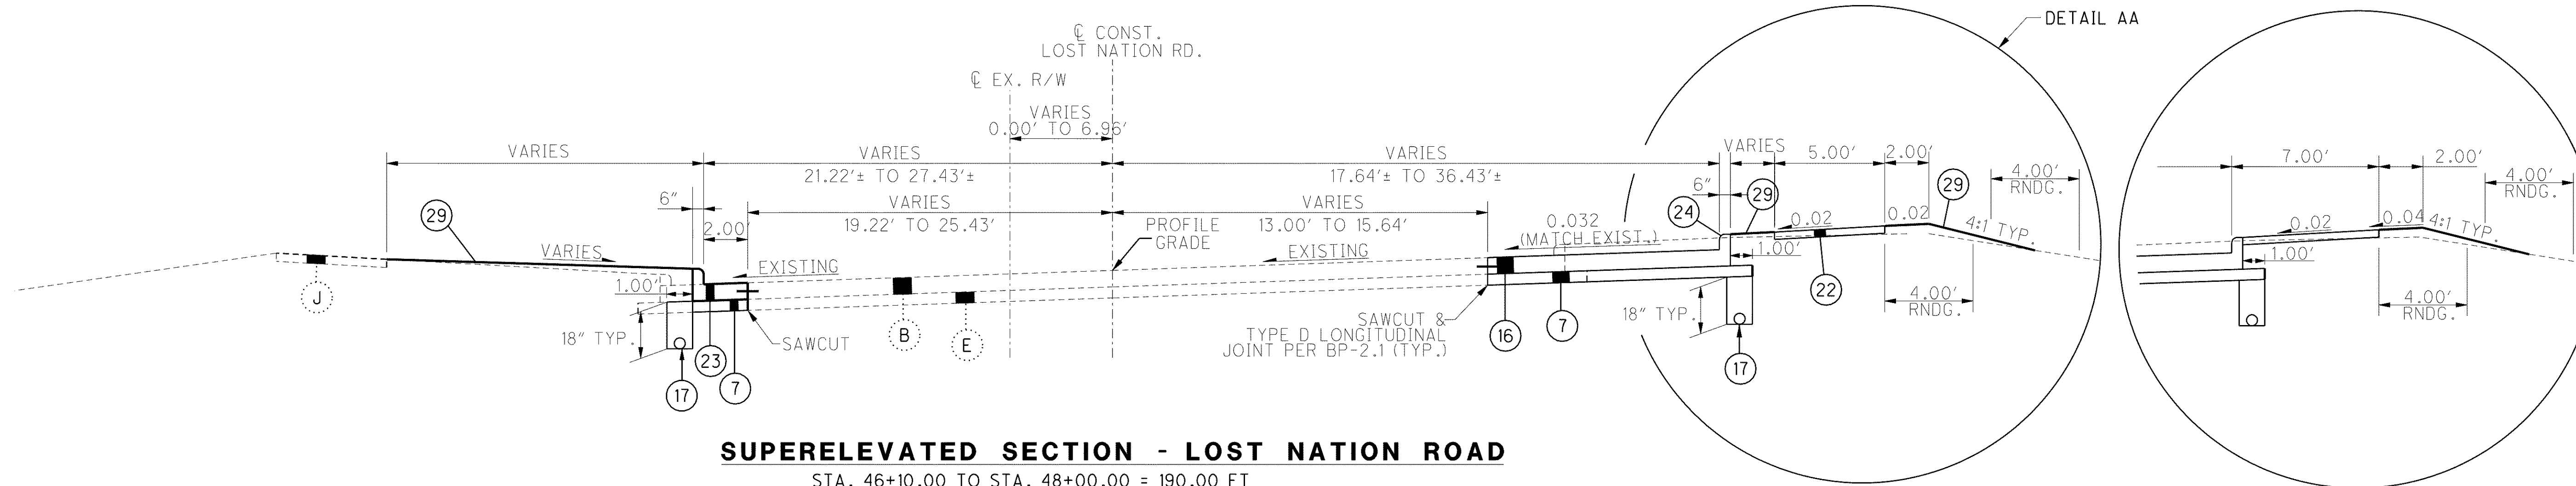 DETAIL AA
℄ CONST.
LOST NATION RD.
℄ EX. R/W
VARIES
0.00' TO 6.96'
VARIES
VARIES
21.22'± TO 27.43'±
VARIES
17.64'± TO 36.43'±
VARIES
5.00'
2.00'
4.00'
RNDG.
7.00'
2.00'
4.00'
RNDG.
6"
2.00'
VARIES
19.22' TO 25.43'
VARIES
13.00' TO 15.64'
6"
29
24
29
29
PROFILE
GRADE
0.032
(MATCH EXIST.)
0.02
0.02
4:1 TYP.
0.02
0.04
4:1 TYP.
VARIES
EXISTING
EXISTING
1.00'
1.00'
1.00'
J
B
E
22
4.00'
RNDG.
4.00'
RNDG.
18" TYP.
SAWCUT
SAWCUT &
TYPE D LONGITUDINAL
JOINT PER BP-2.1 (TYP.)
16
7
18" TYP.
17
23
7
17
SUPERELEVATED SECTION - LOST NATION ROAD
STA. 46+10.00 TO STA. 48+00.00 = 190.00 FT